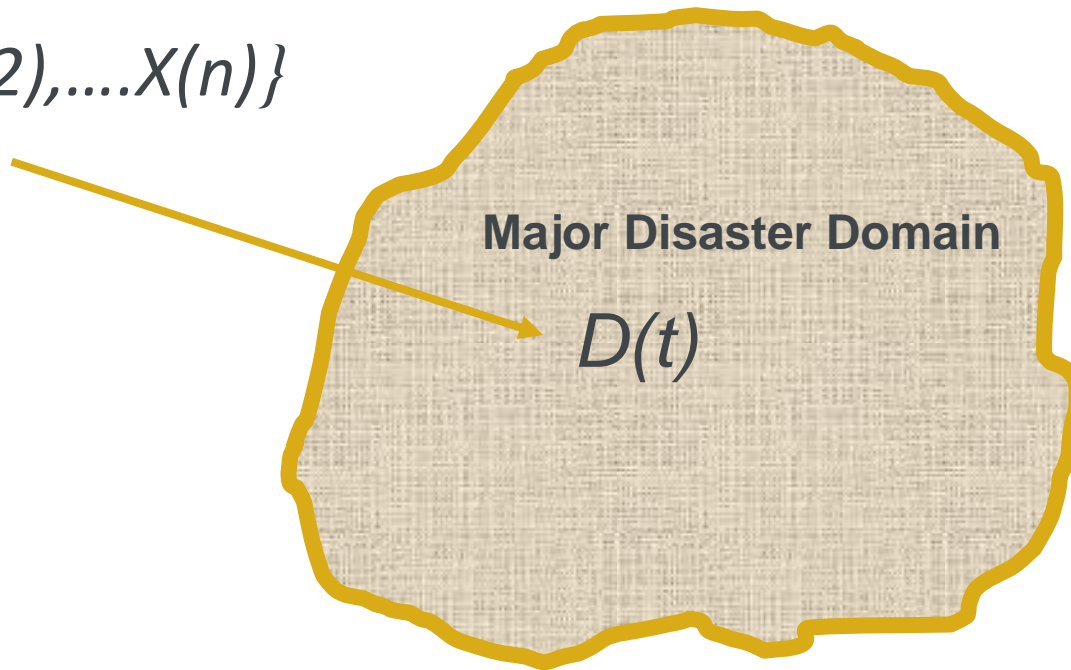 2),....X(n)}
Major Disaster Domain
D(t)